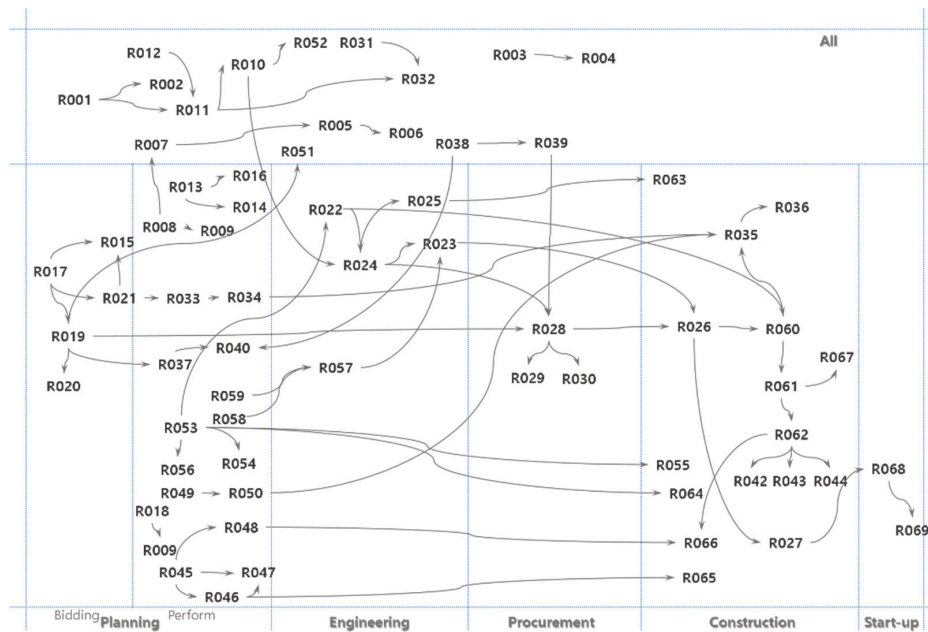 All
R012
R052 R031
R003
R004
R010
R002
R032
R001
R011
R005
R006
R007
R038
R039
R051
R016
R013
R063
R014
R025
R036
R022
R008
R009
R015
R023
R035
R017
R024
R021
R033
R034
R019
R028
R026
R060
R040
R037
R057
R067
R020
R029
R030
R061
R059
R058
R053
R062
R056
R054
R055
R068
R042 R043 R044
R049
R050
R064
R018
R048
R069
R009
R066
R027
R045
R047
R065
R046
Bidding
Perform
Planning
Engineering
Procurement
Construction
Start-up